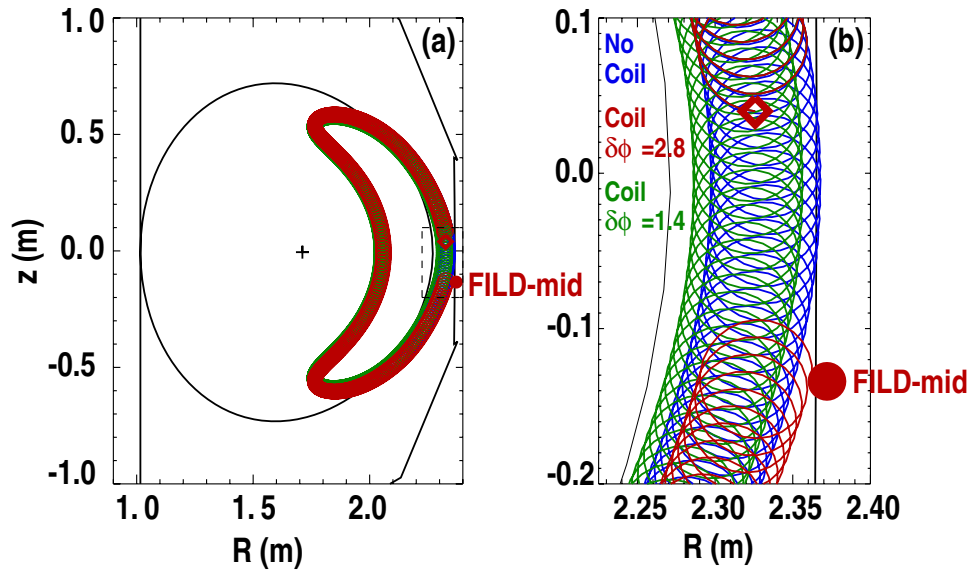 (a)
1.0
0.5
0.0
-0.5
-1.0
z (m)
FILD-mid
1.0
1.5
2.0
R (m)
(b)
0.1
0.0
-0.1
-0.2
No
Coil
Coil
δϕ =2.8
Coil
δϕ =1.4
FILD-mid
2.25
2.30
2.35
2.40
R (m)